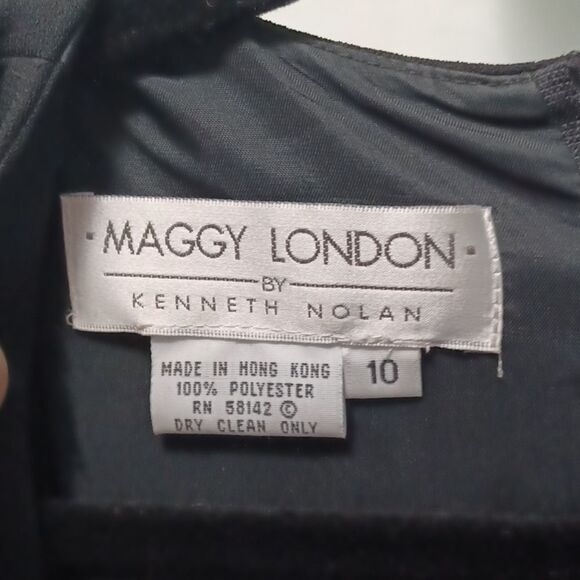 · MAGGY LONDON ·
BY
KENNETH NOLAN
MADE IN HONG KONG
100% POLYESTER
RN 58142 ©
DRY CLEAN ONLY
10